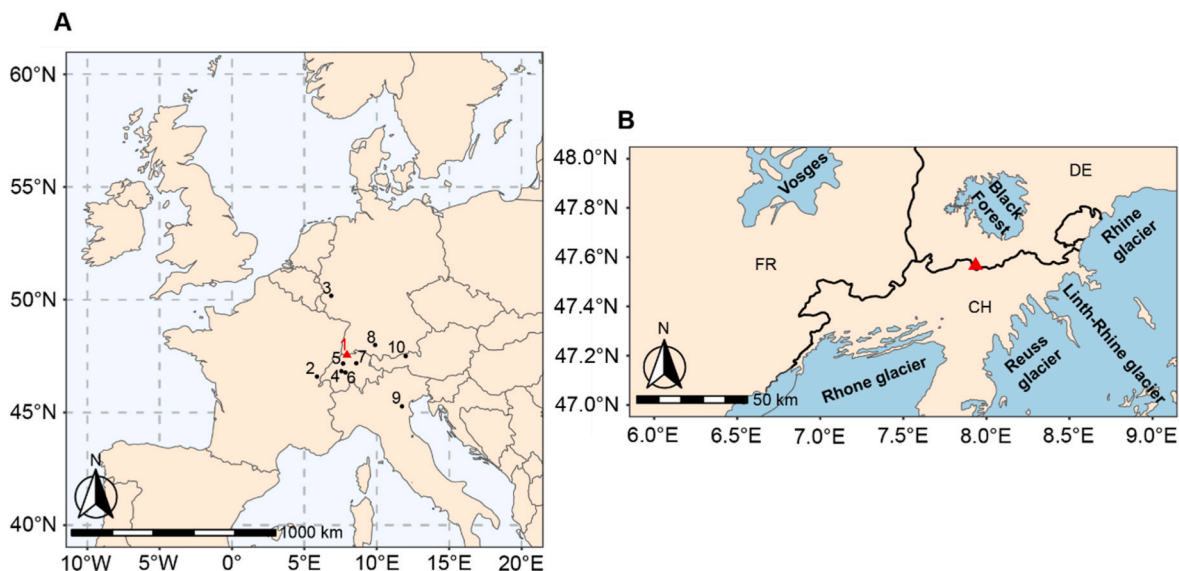 A
60°N
55°N
50°N
45°N
40°N
10°W
5°W
0°
5°E
10°E
15°E
20°E
1
2
3
4
5
6
7
8
9
10
N
1000 km
B
48.0°N
47.8°N
47.6°N
47.4°N
47.2°N
47.0°N
6.0°E
6.5°E
7.0°E
7.5°E
8.0°E
8.5°E
9.0°E
Vosges
Black
Forest
DE
Rhine
glacier
FR
CH
Linth-Rhine glacier
Reuss
glacier
Rhone glacier
N
50 km